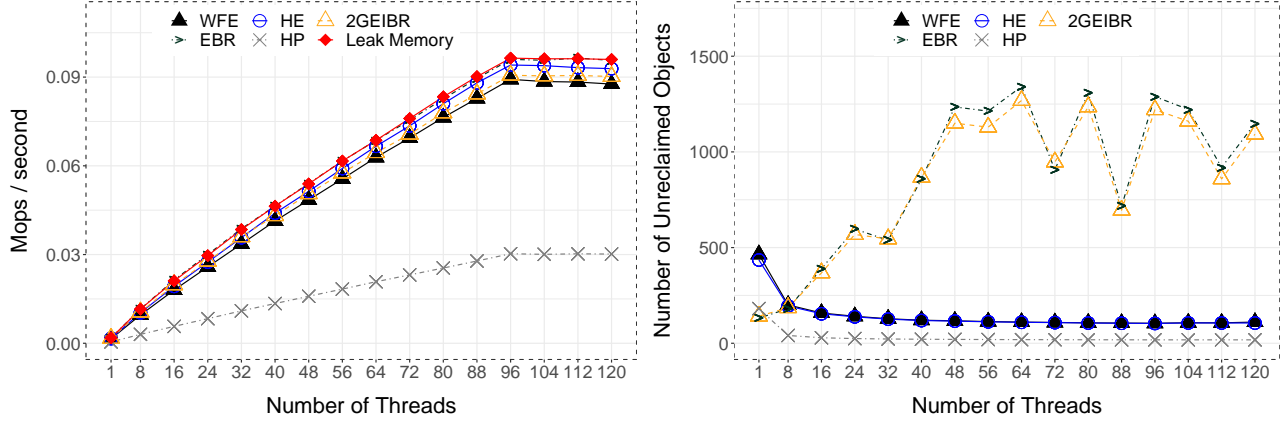 WFE HE 2GEIBR
EBR HP Leak Memory
Mops / second
0.09
0.06
0.03
0.00
1 8 16 24 32 40 48 56 64 72 80 88 96 104 112 120
Number of Threads
WFE HE 2GEIBR
EBR HP
Number of Unreclaimed Objects
1500
1000
500
0
1 8 16 24 32 40 48 56 64 72 80 88 96 104 112 120
Number of Threads